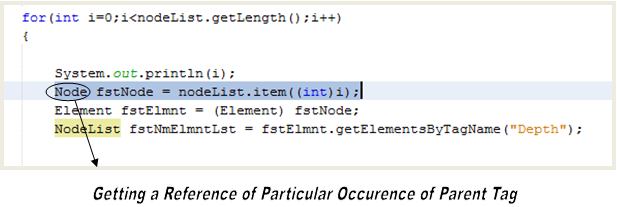 for(int i=0;i<nodeList.getLength();i++)
{
System.out.println(i);
Node fstNode = nodeList.item((int)i);
Element fstElmnt = (Element) fstNode;
NodeList fstNmElmntLst = fstElmnt.getElementsByTagName("Depth");
Getting a Reference of Particular Occurence of Parent Tag